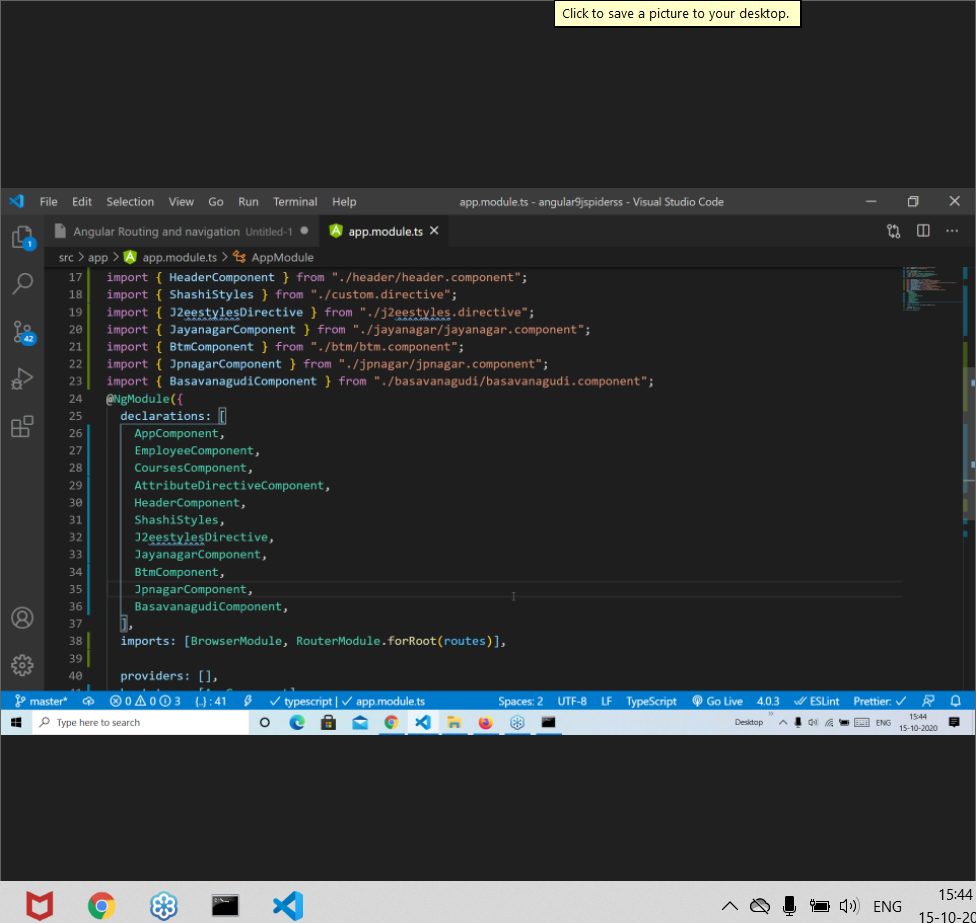 Click to save a picture to your desktop.
File Edit Selection View Go Run Terminal Help app.module.ts - angular9jspiderss - Visual Studio Code
Angular Routing and navigation Untitled-1 app.module.ts
1
src > app > app.module.ts > AppModule
17 import { HeaderComponent } from "./header/header.component";
18 import { ShashiStyles } from "./custom.directive";
19 import { J2eestylesDirective } from "./j2eestyles.directive";
20 import { JayanagarComponent } from "./jayanagar/jayanagar.component";
42
21 import { BtmComponent } from "./btm/btm.component";
22 import { JpnagarComponent } from "./jpnagar/jpnagar.component";
23 import { BasavanagudiComponent } from "./basavanagudi/basavanagudi.component";
24 @NgModule({
25 declarations: [
26 AppComponent,
27 EmployeeComponent,
28 CoursesComponent,
29 AttributeDirectiveComponent,
30 HeaderComponent,
31 ShashiStyles,
32 J2eestylesDirective,
33 JayanagarComponent,
34 BtmComponent,
35 JpnagarComponent,
36 BasavanagudiComponent,
37 ],
38 imports: [BrowserModule, RouterModule.forRoot(routes)],
39
40 providers: [],
master* 0 0 3 {..} : 41 typescript | app.module.ts Spaces: 2 UTF-8 LF TypeScript Go Live 4.0.3 ESLint Prettier:
Type here to search Desktop ENG 15:44
15-10-2020
ENG 15:44
15-10-20